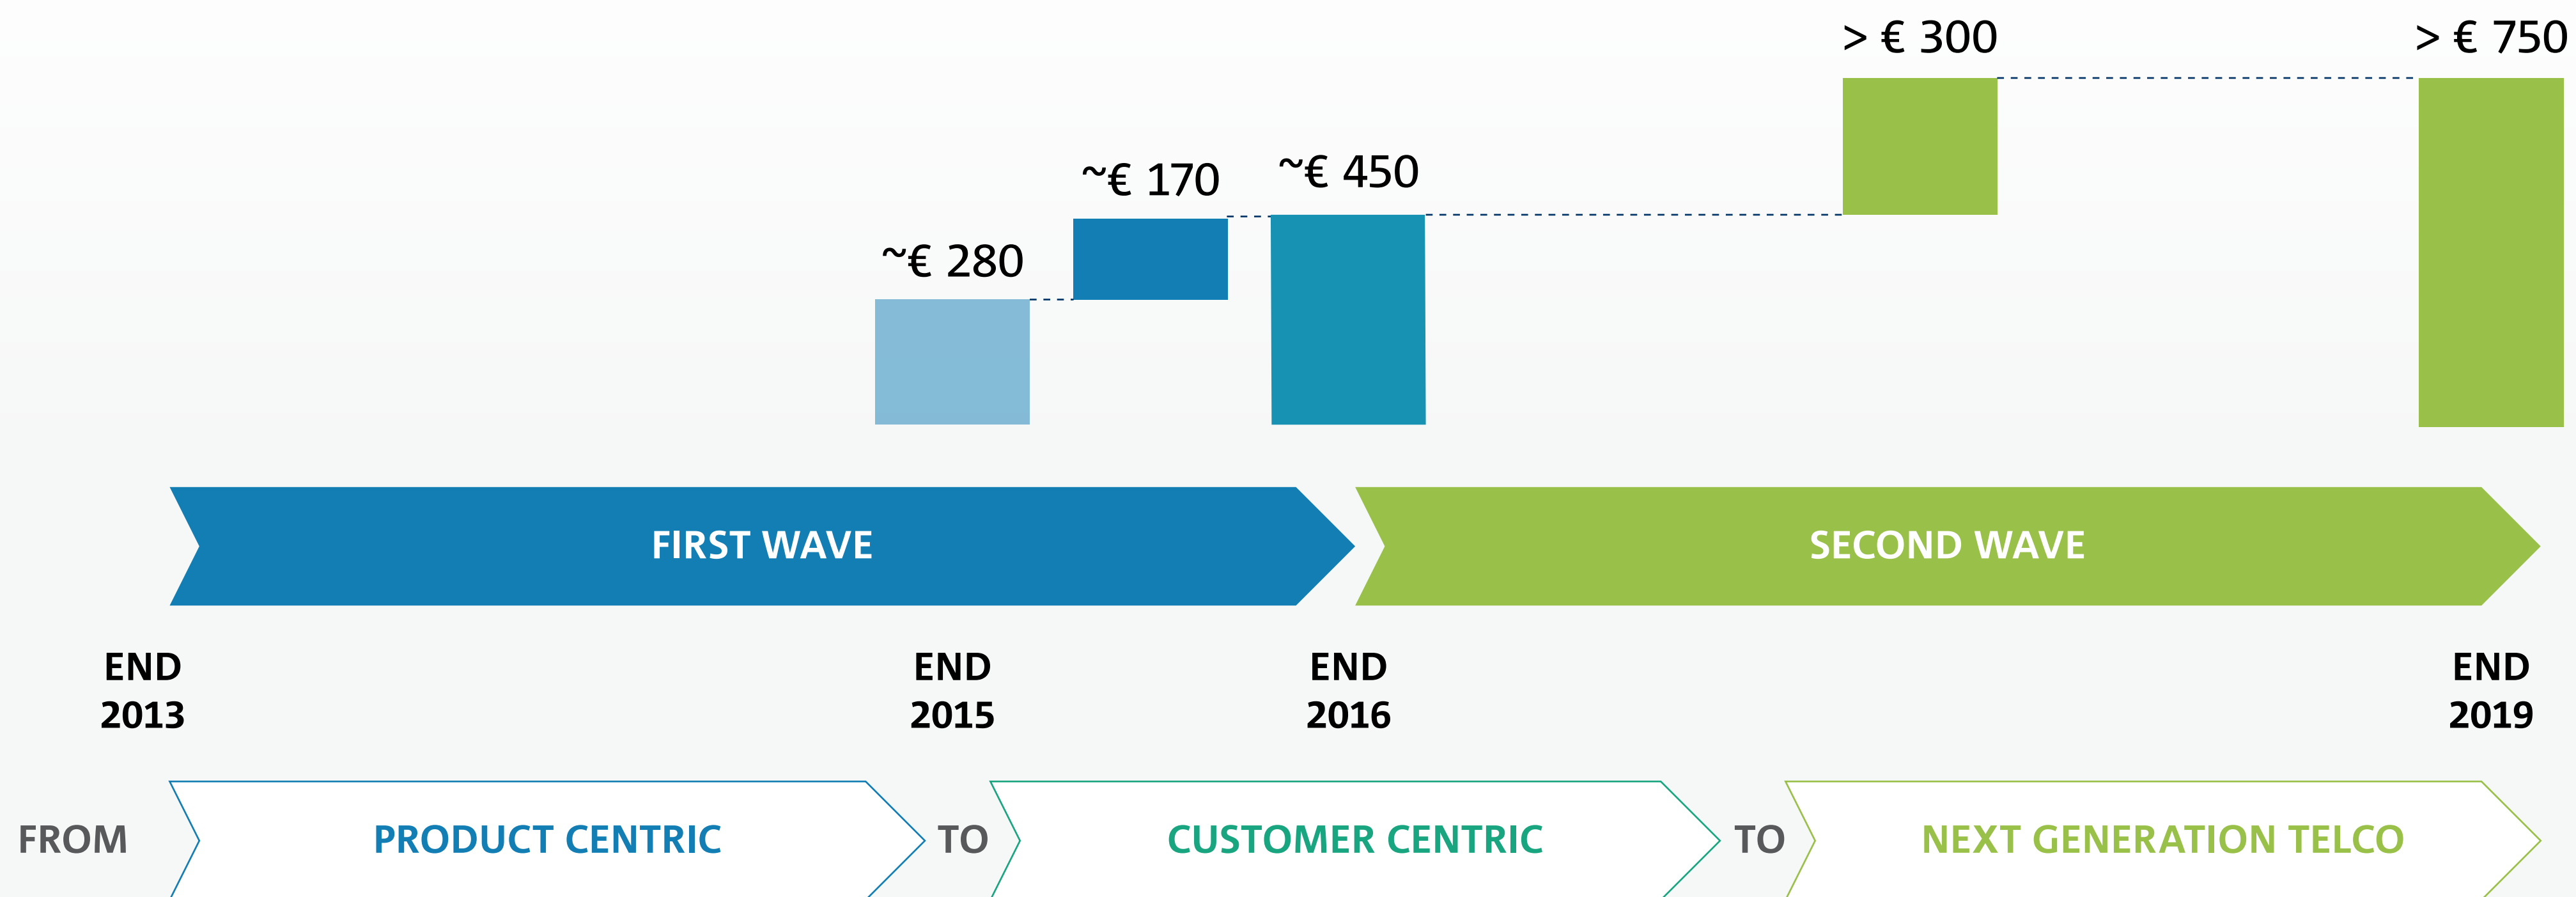 > € 300
> € 750
~€ 170
~€ 450
~€ 280
FIRST WAVE
SECOND WAVE
END
2013
END
2015
END
2016
END
2019
FROM
PRODUCT CENTRIC
TO
CUSTOMER CENTRIC
TO
NEXT GENERATION TELCO